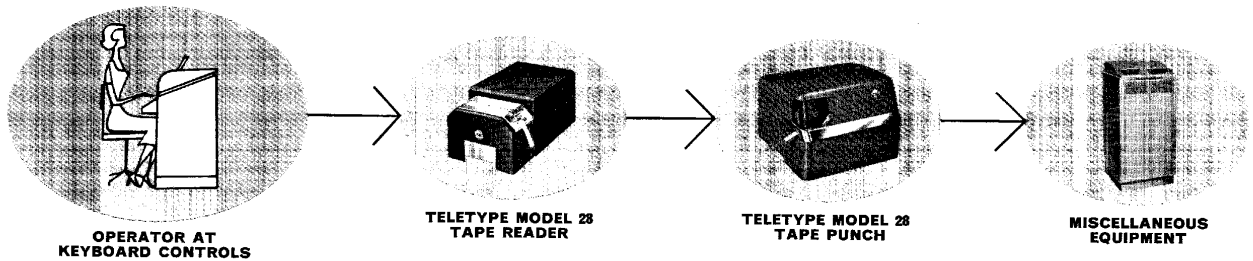 OPERATOR AT
KEYBOARD CONTROLS
TELETYPE MODEL 28
TAPE READER
TELETYPE MODEL 28
TAPE PUNCH
MISCELLANEOUS
EQUIPMENT